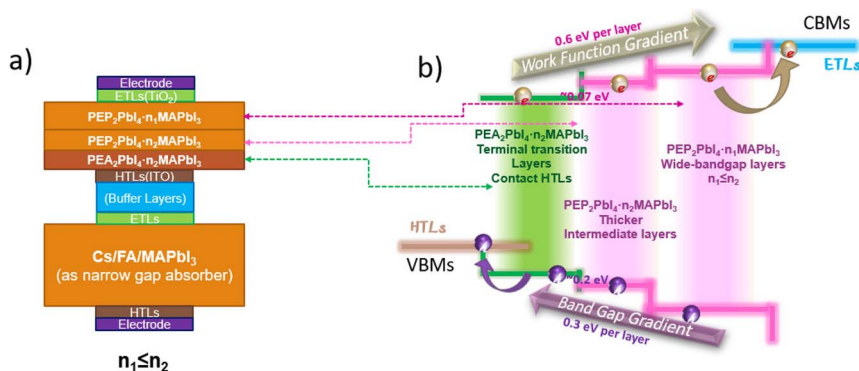 a)
Electrode
ETLs(TiO₂)
PEP₂PbI₄·n₁MAPbI₃
PEP₂PbI₄·n₂MAPbI₃
PEA₂PbI₄·n₂MAPbI₃
HTLs(ITO)
(Buffer Layers)
ETLs
Cs/FA/MAPbI₃
(as narrow gap absorber)
HTLs
Electrode
n₁≤n₂
b)
0.6 eV per layer
Work Function Gradient
CBMs
ETLs
e
e
e
e
~0.07 eV
PEA₂PbI₄·n₂MAPbI₃
Terminal transition
Layers
Contact HTLs
PEP₂PbI₄·n₁MAPbI₃
Wide-bandgap layers
n₁≤n₂
PEP₂PbI₄·n₂MAPbI₃
Thicker
Intermediate layers
HTLs
VBMs
~0.2 eV
Band Gap Gradient
0.3 eV per layer